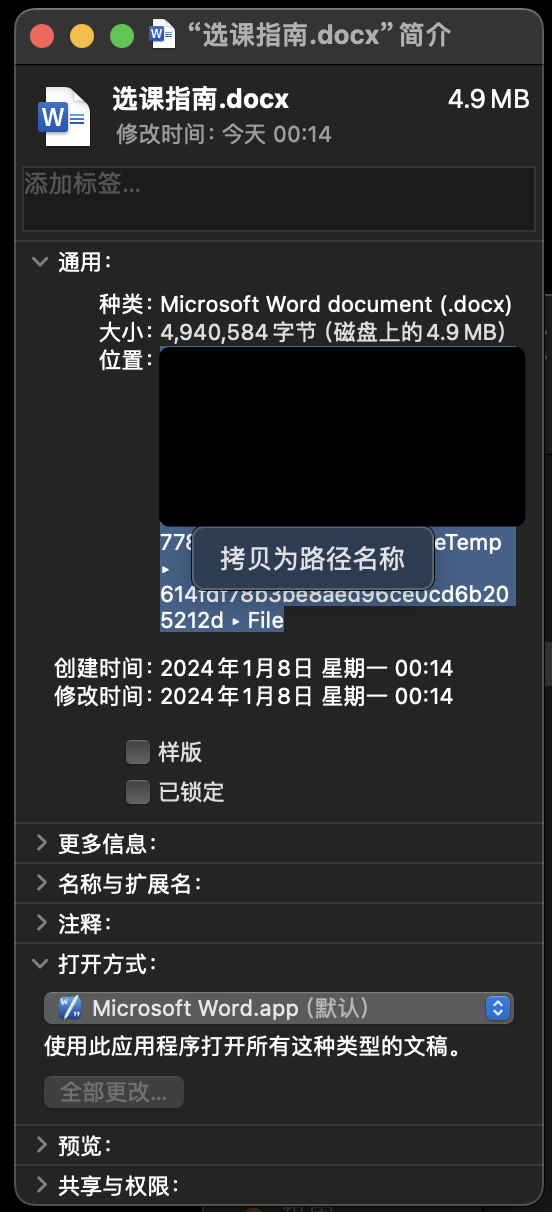 “选课指南.docx”简介
选课指南.docx 4.9 MB
修改时间：今天 00:14
添加标签...
通用：
种类：Microsoft Word document (.docx)
大小：4,940,584 字节（磁盘上的4.9 MB）
位置：
778 eTemp
拷贝为路径名称
▸
614fdf78b3be8aed96ce0cd6b20
5212d ▸ File
创建时间：2024年1月8日 星期一 00:14
修改时间：2024年1月8日 星期一 00:14
样版
已锁定
更多信息：
名称与扩展名：
注释：
打开方式：
Microsoft Word.app（默认）
使用此应用程序打开所有这种类型的文稿。
全部更改...
预览：
共享与权限：